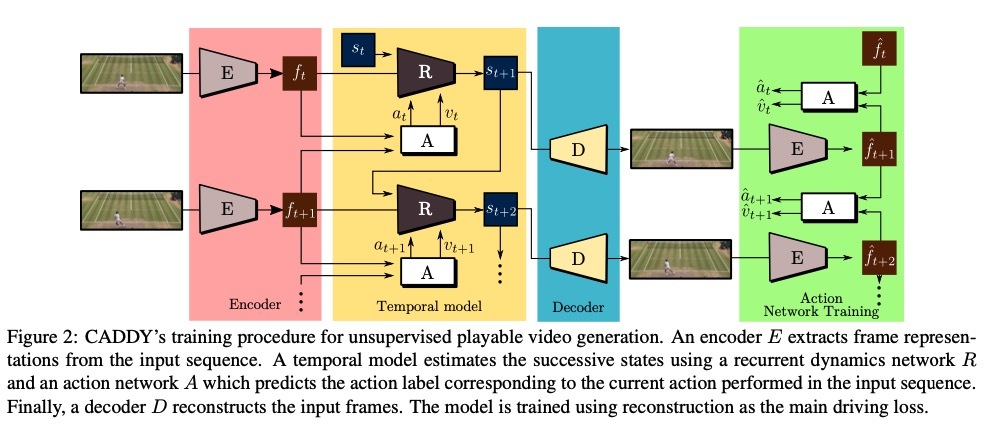 E
f_t
s_t
R
s_{t+1}
a_t
v_t
A
D
\hat{f}_t
\hat{a}_t
\hat{v}_t
A
E
\hat{f}_{t+1}
E
f_{t+1}
R
s_{t+2}
a_{t+1}
v_{t+1}
A
D
\hat{a}_{t+1}
\hat{v}_{t+1}
A
E
\hat{f}_{t+2}
Encoder
Temporal model
Decoder
Action
Network Training
Figure 2: CADDY's training procedure for unsupervised playable video generation. An encoder E extracts frame represen-
tations from the input sequence. A temporal model estimates the successive states using a recurrent dynamics network R
and an action network A which predicts the action label corresponding to the current action performed in the input sequence.
Finally, a decoder D reconstructs the input frames. The model is trained using reconstruction as the main driving loss.